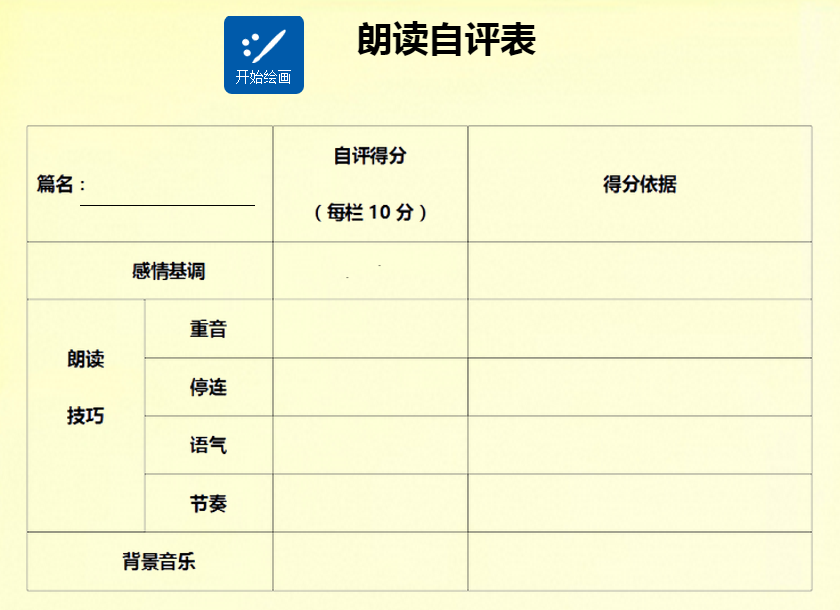 开始绘画
朗读自评表
篇名：
自评得分
（每栏 10 分）
得分依据
感情基调
朗读
技巧
重音
停连
语气
节奏
背景音乐